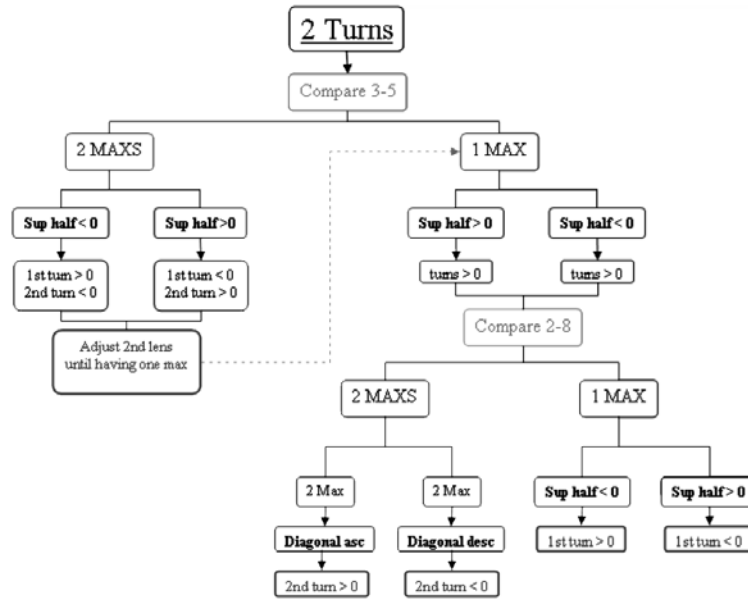 2 Turns
Compare 3-5
2 MAXS
1 MAX
Sup half < 0
Sup half >0
Sup half > 0
Sup half < 0
1st turn > 0
2nd turn < 0
1st turn < 0
2nd turn > 0
turns > 0
turns > 0
Adjust 2nd lens
until having one max
Compare 2-8
2 MAXS
1 MAX
2 Max
2 Max
Sup half < 0
Sup half > 0
Diagonal asc
Diagonal desc
1st turn > 0
1st turn < 0
2nd turn > 0
2nd turn < 0